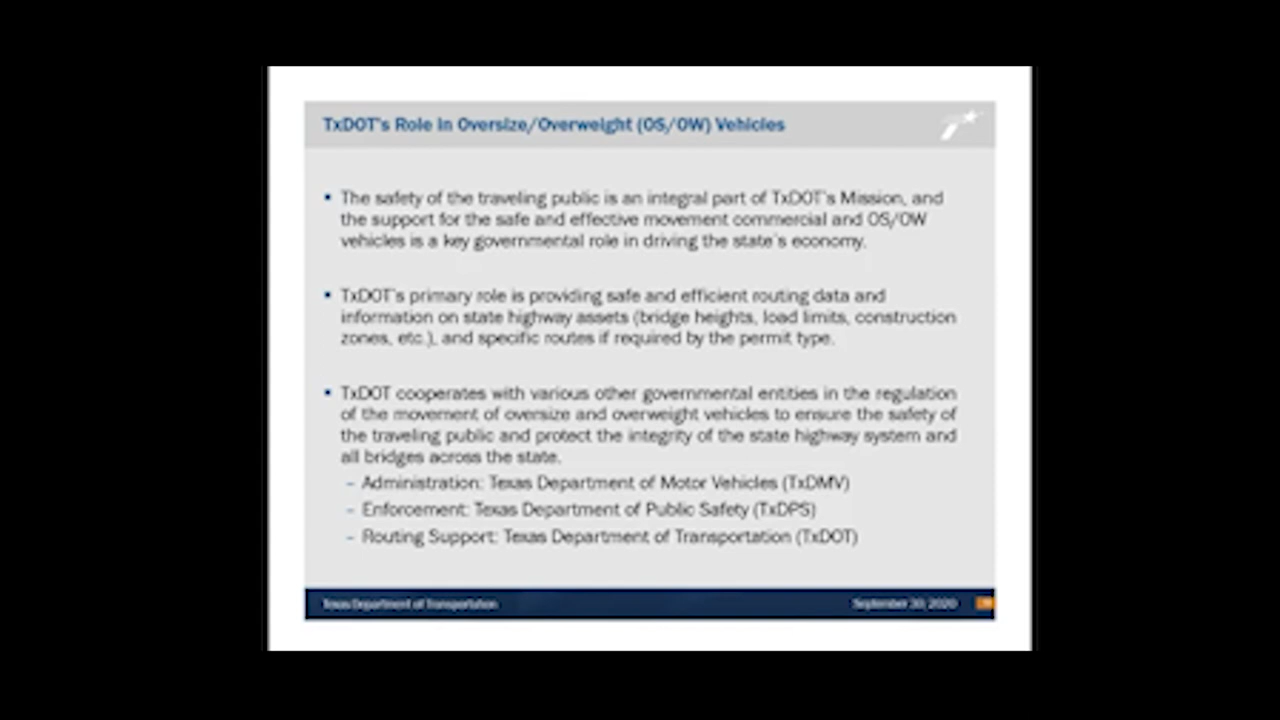 TxDOT's Role in Oversize/Overweight (OS/OW) Vehicles
▪ The safety of the traveling public is an integral part of TxDOT's Mission, and
the support for the safe and effective movement commercial and OS/OW
vehicles is a key governmental role in driving the state's economy.
▪ TxDOT's primary role is providing safe and efficient routing data and
information on state highway assets (bridge heights, load limits, construction
zones, etc.), and specific routes if required by the permit type.
▪ TxDOT cooperates with various other governmental entities in the regulation
of the movement of oversize and overweight vehicles to ensure the safety of
the traveling public and protect the integrity of the state highway system and
all bridges across the state.
– Administration: Texas Department of Motor Vehicles (TxDMV)
– Enforcement: Texas Department of Public Safety (TxDPS)
– Routing Support: Texas Department of Transportation (TxDOT)
Texas Department of Transportation
September 30, 2020